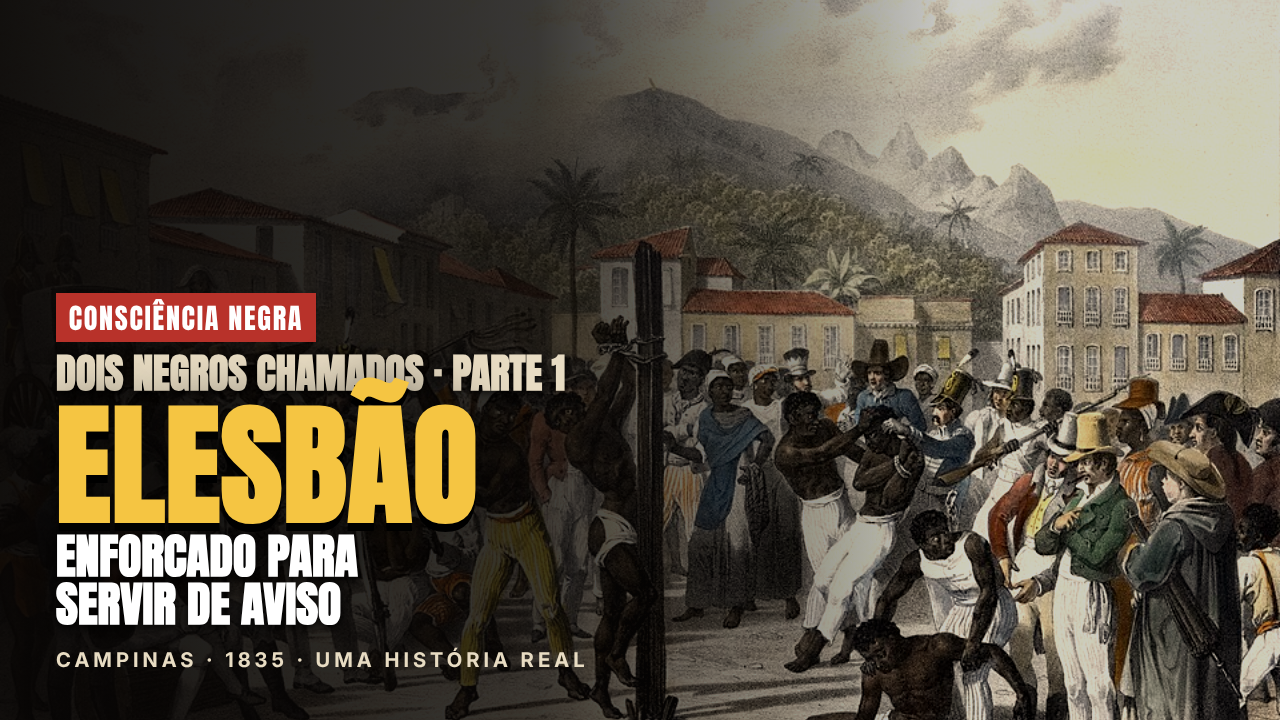 CONSCIÊNCIA NEGRA
DOIS NEGROS CHAMADOS · PARTE 1
ELESBÃO
ENFORCADO PARA
SERVIR DE AVISO
CAMPINAS · 1835 · UMA HISTÓRIA REAL